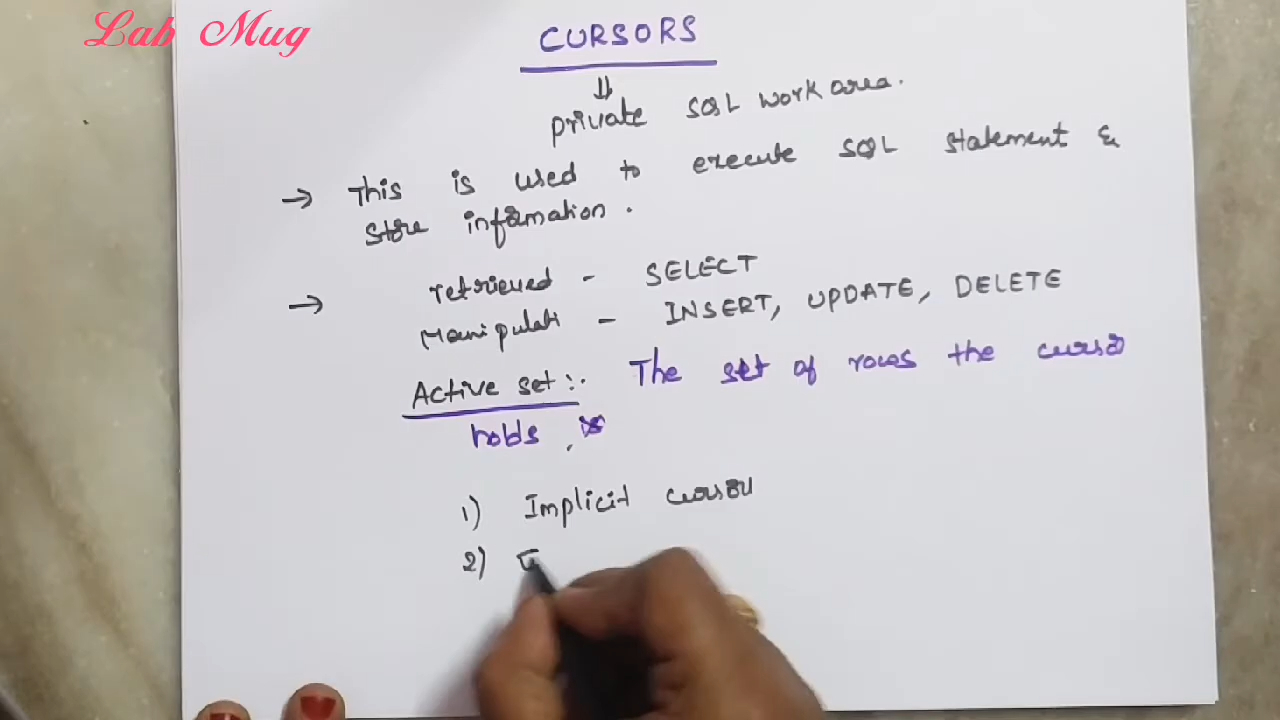 Lab Mug
CURSORS
⇓
private SQL work area.
→ This is used to execute SQL statement &
store information.
→ retrieved - SELECT
Manipulati - INSERT, UPDATE, DELETE
Active set:- The set of rows the cursor
holds,
1) Implicit cursor
2) E